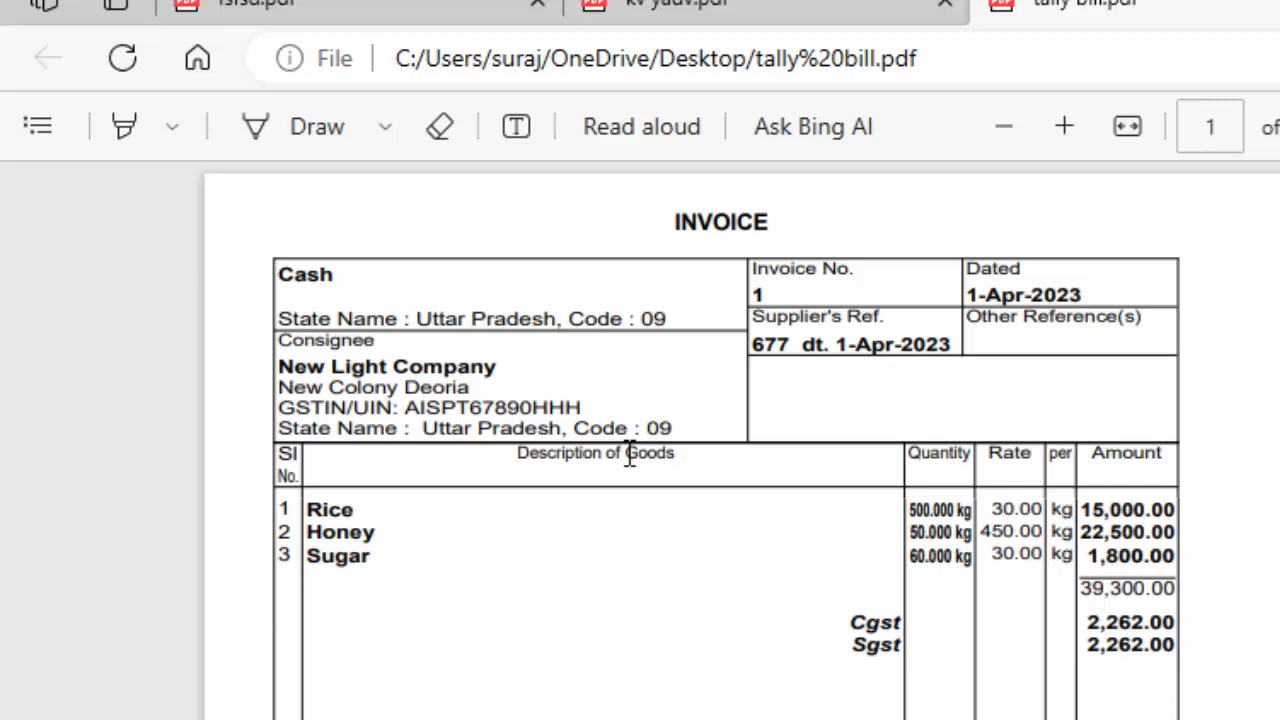 File C:/Users/suraj/OneDrive/Desktop/tally%20bill.pdf
Draw Read aloud Ask Bing AI 1 of
INVOICE
Cash
State Name : Uttar Pradesh, Code : 09
Invoice No.
1
Dated
1-Apr-2023
Supplier's Ref.
677 dt. 1-Apr-2023
Other Reference(s)
Consignee
New Light Company
New Colony Deoria
GSTIN/UIN: AISPT67890HHH
State Name : Uttar Pradesh, Code : 09
Sl No. Description of Goods Quantity Rate per Amount
1 Rice 500.000 kg 30.00 kg 15,000.00
2 Honey 50.000 kg 450.00 kg 22,500.00
3 Sugar 60.000 kg 30.00 kg 1,800.00
39,300.00
Cgst 2,262.00
Sgst 2,262.00